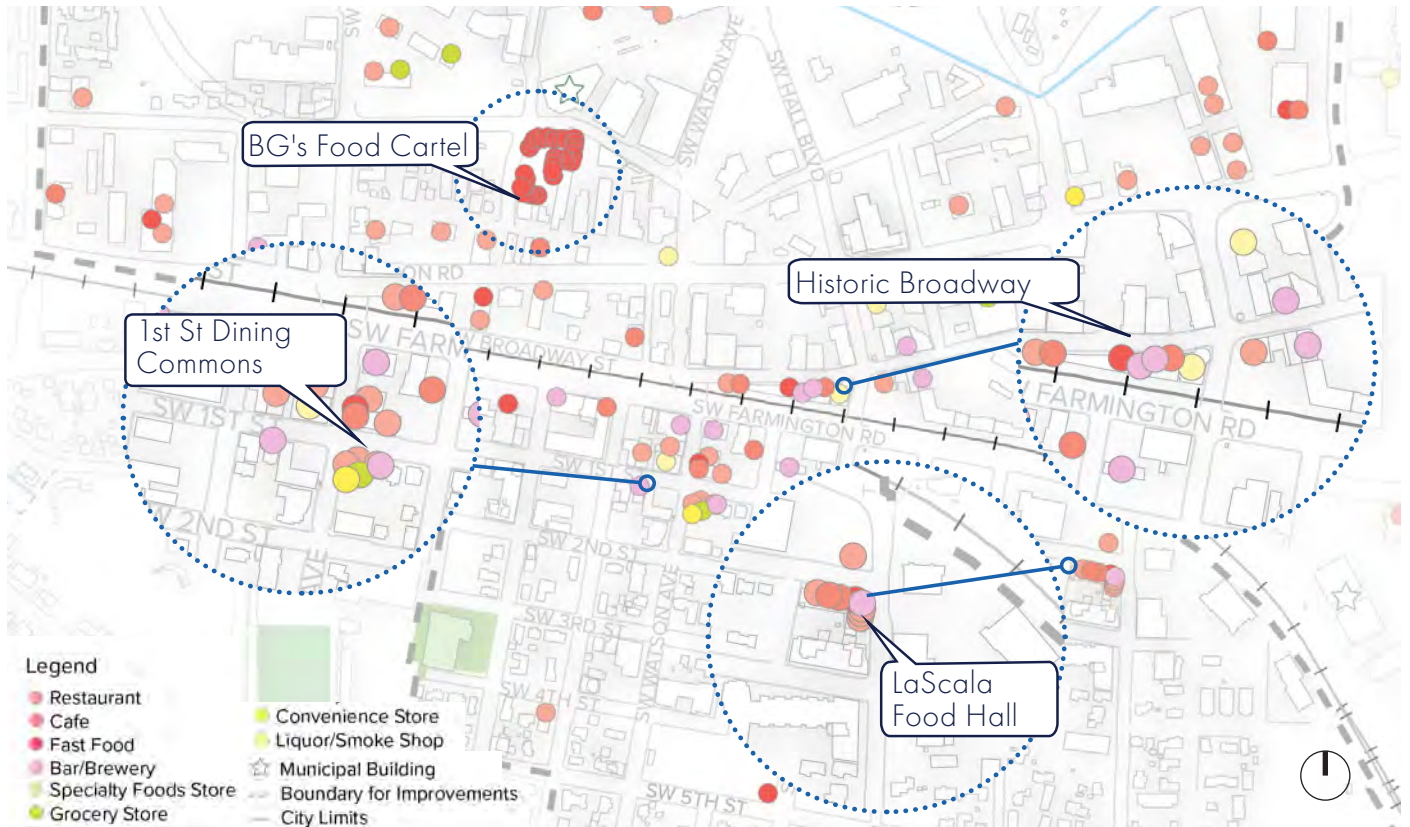 SW
SW WATSON AVE
SW HALL BLVD
BG's Food Cartel
ON RD
ST
Historic Broadway
1st St Dining
Commons
SW FARM
BROADWAY ST
SW FARMINGTON RD
FARMINGTON RD
SW 1ST S
SW 1ST S
W 2ND S
AVE
SW 2ND ST
SW 3RD ST
SW WATSON AVE
SW 4TH
ST
SW 5TH ST
LaScala
Food Hall
Legend
Restaurant
Cafe
Fast Food
Bar/Brewery
Specialty Foods Store
Grocery Store
Convenience Store
Liquor/Smoke Shop
Municipal Building
Boundary for Improvements
City Limits